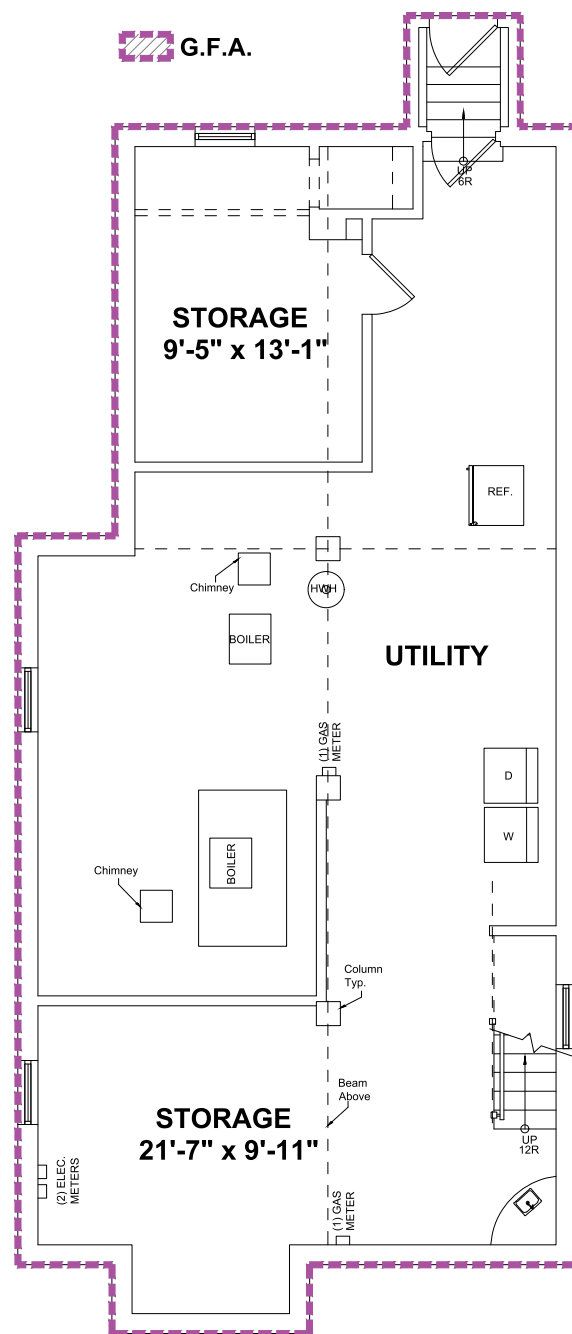 G.F.A.
UP
6R
STORAGE
9'-5" x 13'-1"
REF.
Chimney
HWH
BOILER
UTILITY
(1) GAS
METER
D
W
BOILER
Chimney
Column
Typ.
Beam
Above
STORAGE
21'-7" x 9'-11"
UP
12R
(2) ELEC.
METERS
(1) GAS
METER